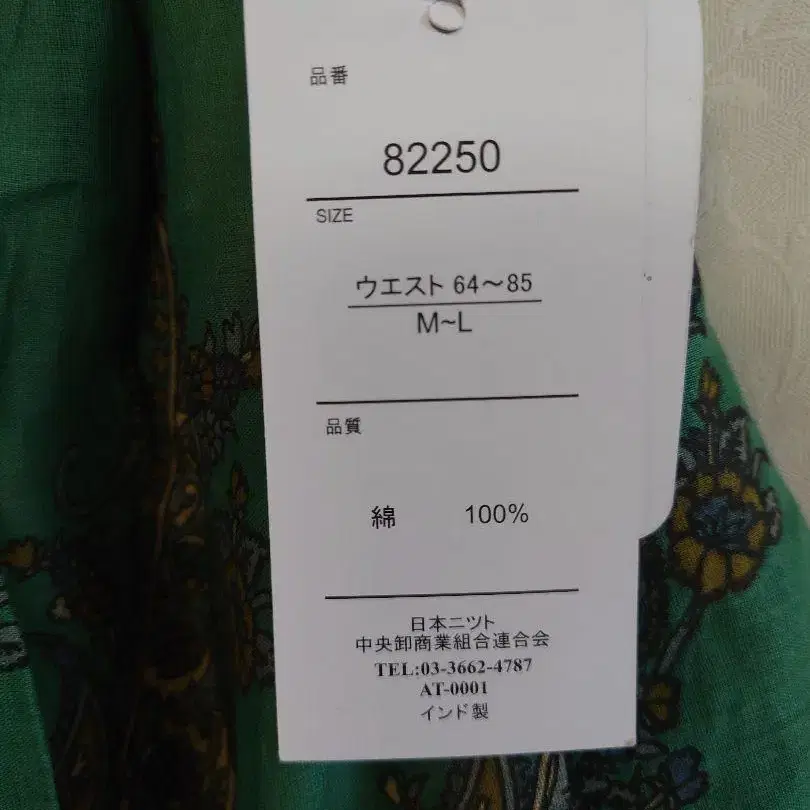 品番
82250
SIZE
ウエスト 64～85
M~L
品質
綿 100%
日本ニツト
中央卸商業組合連合会
TEL:03-3662-4787
AT-0001
インド製